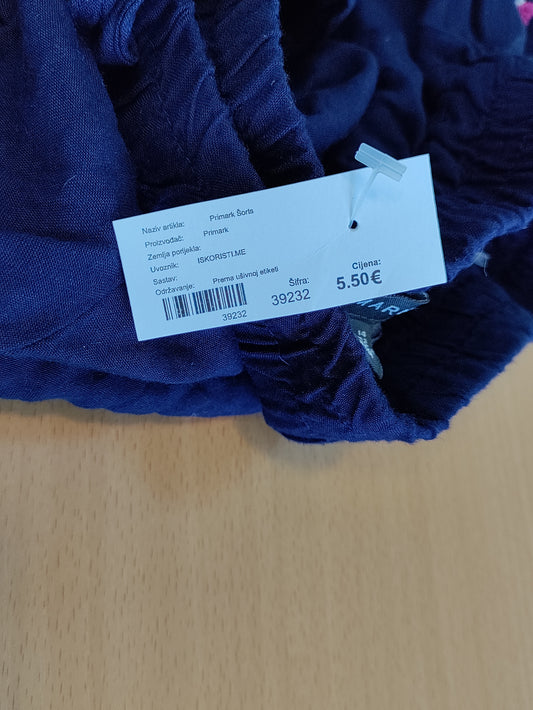 Naziv artikla: Primark Šorts
Proizvođač: Primark
Zemlja porijekla:
Uvoznik: ISKORISTI.ME
Sastav:
Održavanje: Prema ušivnoj etiketi
39232
Šifra:
39232
Cijena:
5.50€
MAR